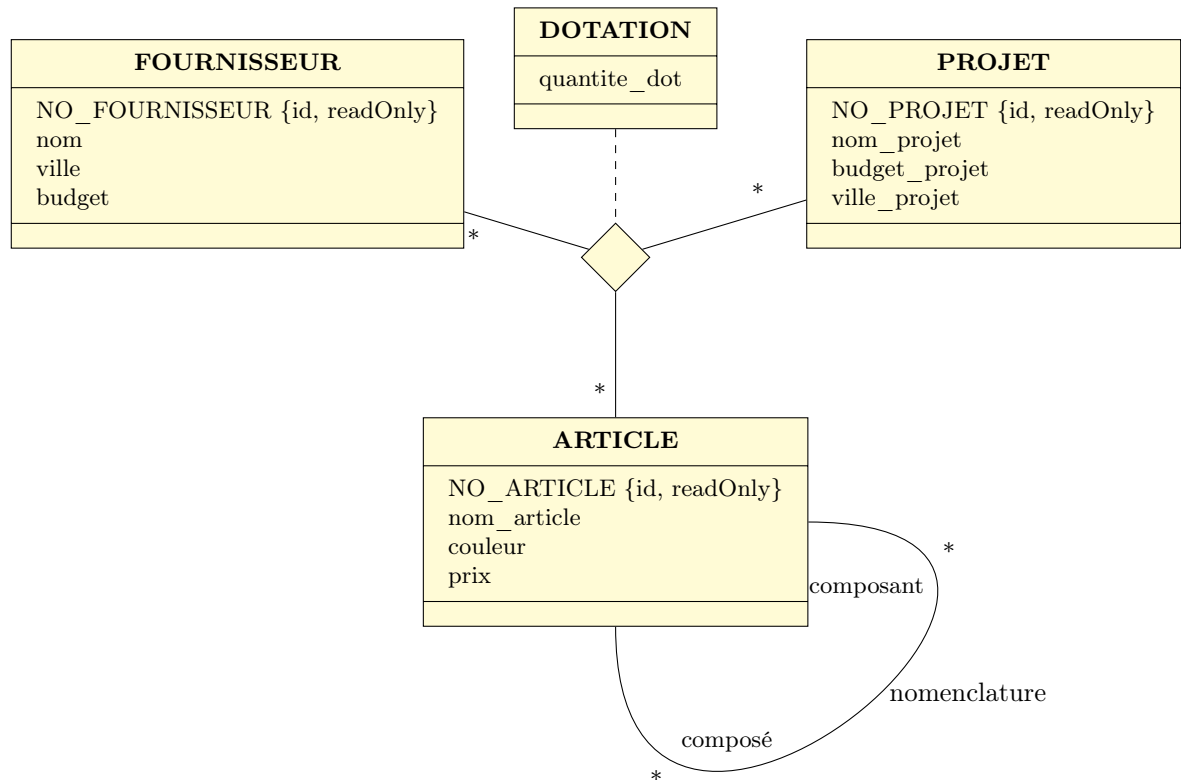 FOURNISSEUR
NO_FOURNISSEUR {id, readOnly}
nom
ville
budget
*
DOTATION
quantite_dot
PROJET
NO_PROJET {id, readOnly}
nom_projet
budget_projet
ville_projet
*
*
ARTICLE
NO_ARTICLE {id, readOnly}
nom_article
couleur
prix
*
composant
nomenclature
composé
*